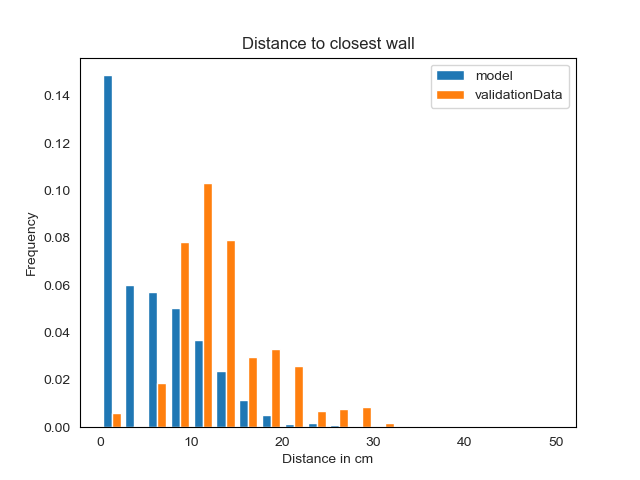 Distance to closest wall
model
validationData
0.14
0.12
0.10
0.08
0.06
0.04
0.02
0.00
Frequency
0 10 20 30 40 50
Distance in cm